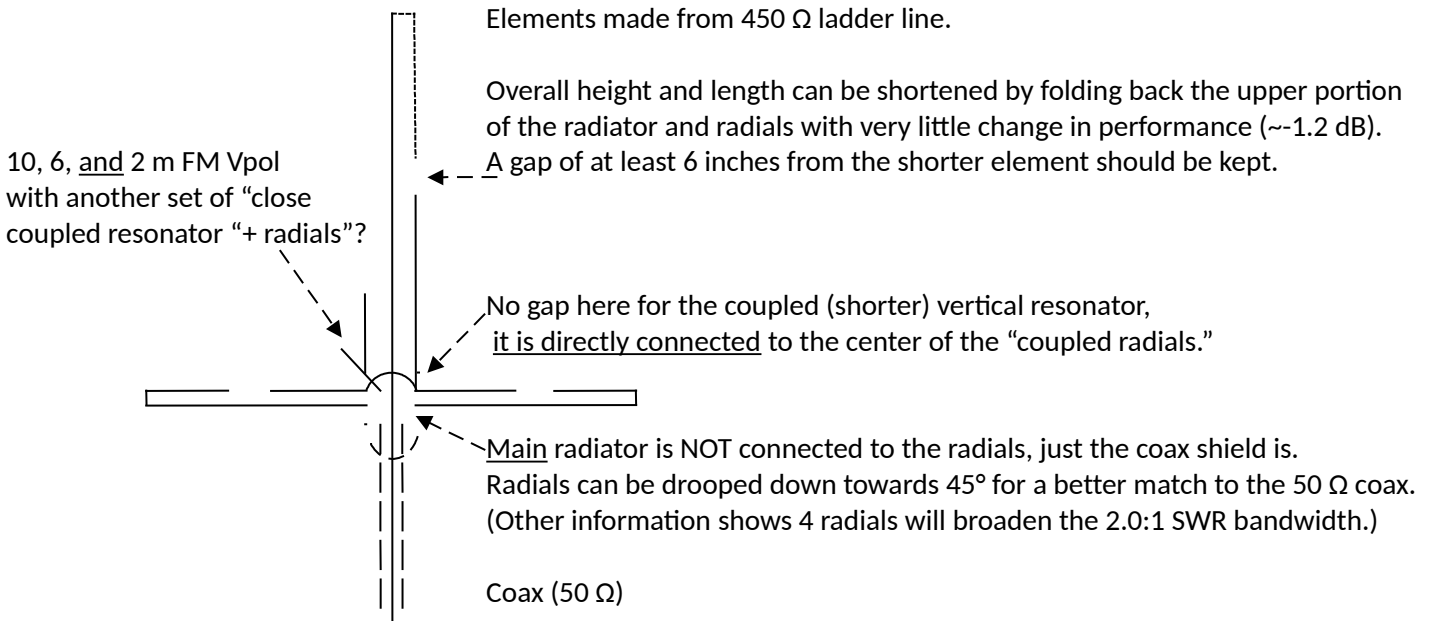 Elements made from 450 Ω ladder line.
Overall height and length can be shortened by folding back the upper portion
of the radiator and radials with very little change in performance (~-1.2 dB).
A gap of at least 6 inches from the shorter element should be kept.
10, 6, and 2 m FM Vpol
with another set of “close
coupled resonator “+ radials”?
No gap here for the coupled (shorter) vertical resonator,
it is directly connected to the center of the “coupled radials.”
Main radiator is NOT connected to the radials, just the coax shield is.
Radials can be drooped down towards 45° for a better match to the 50 Ω coax.
(Other information shows 4 radials will broaden the 2.0:1 SWR bandwidth.)
Coax (50 Ω)